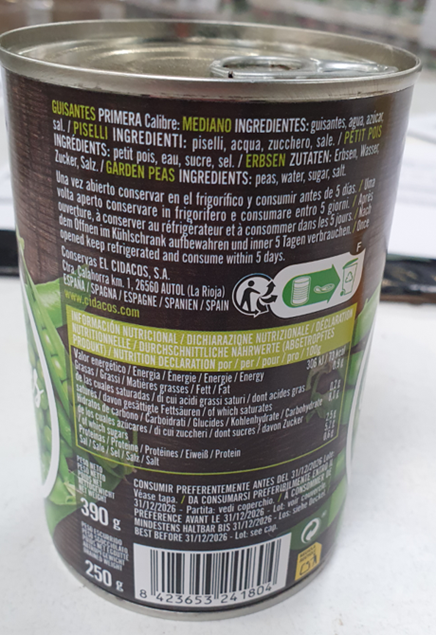 GUISANTES PRIMERA Calibre: MEDIANO INGREDIENTES: guisantes, agua, azúcar,
sal. / PISELLI INGREDIENTI: piselli, acqua, zucchero, sale. / PETIT POIS
INGRÉDIENTS: petit pois, eau, sucre, sel. / ERBSEN ZUTATEN: Erbsen, Wasser,
Zucker, Salz. / GARDEN PEAS INGREDIENTS: peas, water, sugar, salt.
Una vez abierto conservar en el frigorífico y consumir antes de 5 días. / Una
volta aperto conservare in frigorifero e consumare entro 5 giorni. / Après
ouverture, à conserver au réfrigérateur et à consommer dans les 5 jours. / Nach
dem Öffnen im Kühlschrank aufbewahren und inner 5 Tagen verbrauchen. / Once
opened keep refrigerated and consume within 5 days.
Conservas EL CIDACOS, S.A.
Ctra. Calahorra km. 1, 26560 AUTOL (La Rioja)
ESPAÑA / SPAGNA / ESPAGNE / SPANIEN / SPAIN
www.cidacos.com
F
INFORMACIÓN NUTRICIONAL / DICHIARAZIONE NUTRIZIONALE / DÉCLARATION
NUTRITIONNELLE / DURCHSCHNITTLICHE NÄHRWERTE (ABGETROPFTES
PRODUKT) / NUTRITION DECLARATION por / per / pour / pro / 100g
Valor energético / Energia / Énergie / Energie / Energy
Grasas / Grassi / Matières grasses / Fett / Fat
de las cuales saturadas / di cui acidi grassi saturi / dont acides gras
/ davon gesättigte Fettsäuren / of which saturates
Hidratos de carbono / Carboidrati / Glucides / Kohlenhydrate / Carbohydrate
de los cuales azúcares / di cui zuccheri / dont sucres / davon Zucker
/ of which sugars
Proteínas / Proteine / Protéines / Eiweiß / Protein
Sal / Sale / Sel / Salz / Salt
PESO NETO
390 g
250 g
CONSUMIR PREFERENTEMENTE ANTES DEL 31/12/2026 Lote:
Véase tapa. / DA CONSUMARSI PREFERIBILMENTE ENTRO IL
31/12/2026 - Partita: vedi coperchio. / A CONSOMMER DE
PREFERENCE AVANT LE 31/12/2026 - Lot: voir couvercle.
MINDESTENS HALTBAR BIS 31/12/2026 - Los: siehe Deckel.
BEST BEFORE 31/12/2026 - Lot: see cap.
8 423653 241804